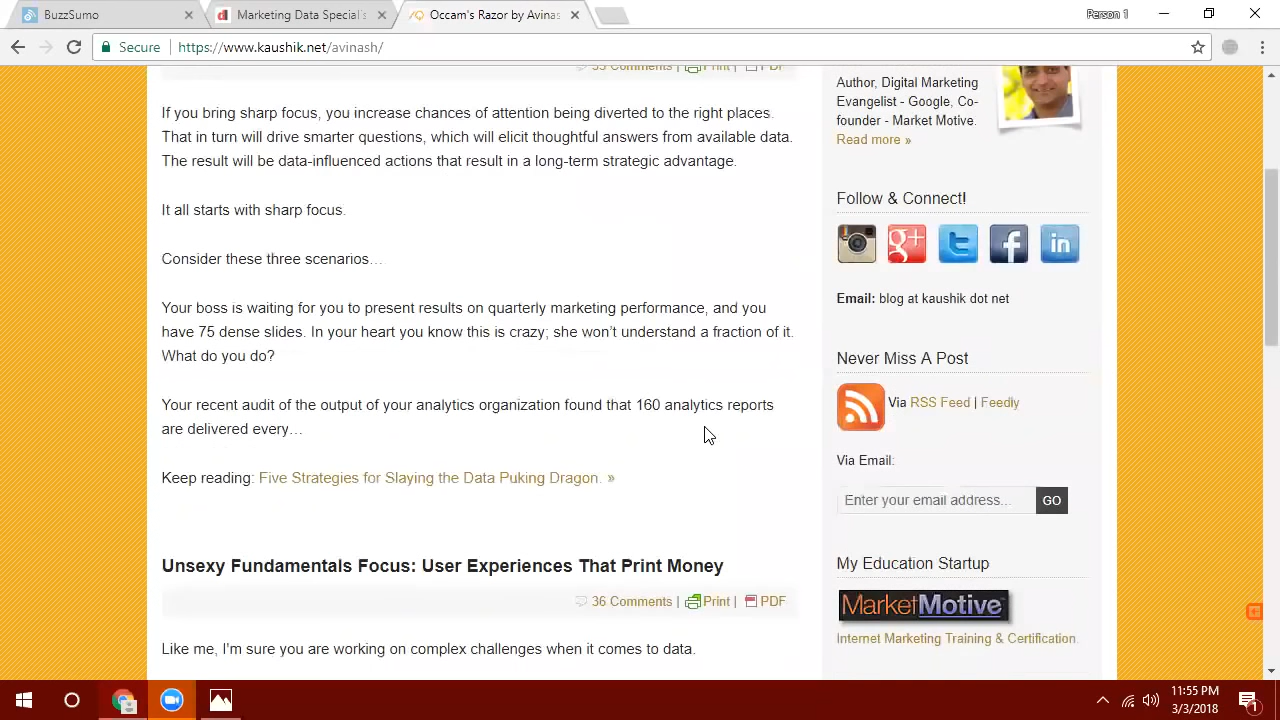 BuzzSumo
Marketing Data Special's
Occam's Razor by Avinas
Person 1
Secure
https://www.kaushik.net/avinash/
35 Comments | Print | PDF
If you bring sharp focus, you increase chances of attention being diverted to the right places.
That in turn will drive smarter questions, which will elicit thoughtful answers from available data.
The result will be data-influenced actions that result in a long-term strategic advantage.
It all starts with sharp focus.
Consider these three scenarios…
Your boss is waiting for you to present results on quarterly marketing performance, and you
have 75 dense slides. In your heart you know this is crazy; she won't understand a fraction of it.
What do you do?
Your recent audit of the output of your analytics organization found that 160 analytics reports
are delivered every…
Keep reading: Five Strategies for Slaying the Data Puking Dragon. »
Unsexy Fundamentals Focus: User Experiences That Print Money
36 Comments | Print | PDF
Like me, I'm sure you are working on complex challenges when it comes to data.
Author, Digital Marketing
Evangelist - Google, Co-
founder - Market Motive.
Read more »
Follow & Connect!
Email: blog at kaushik dot net
Never Miss A Post
Via RSS Feed | Feedly
Via Email:
Enter your email address...
GO
My Education Startup
MarketMotive
Internet Marketing Training & Certification.
11:55 PM
3/3/2018
1